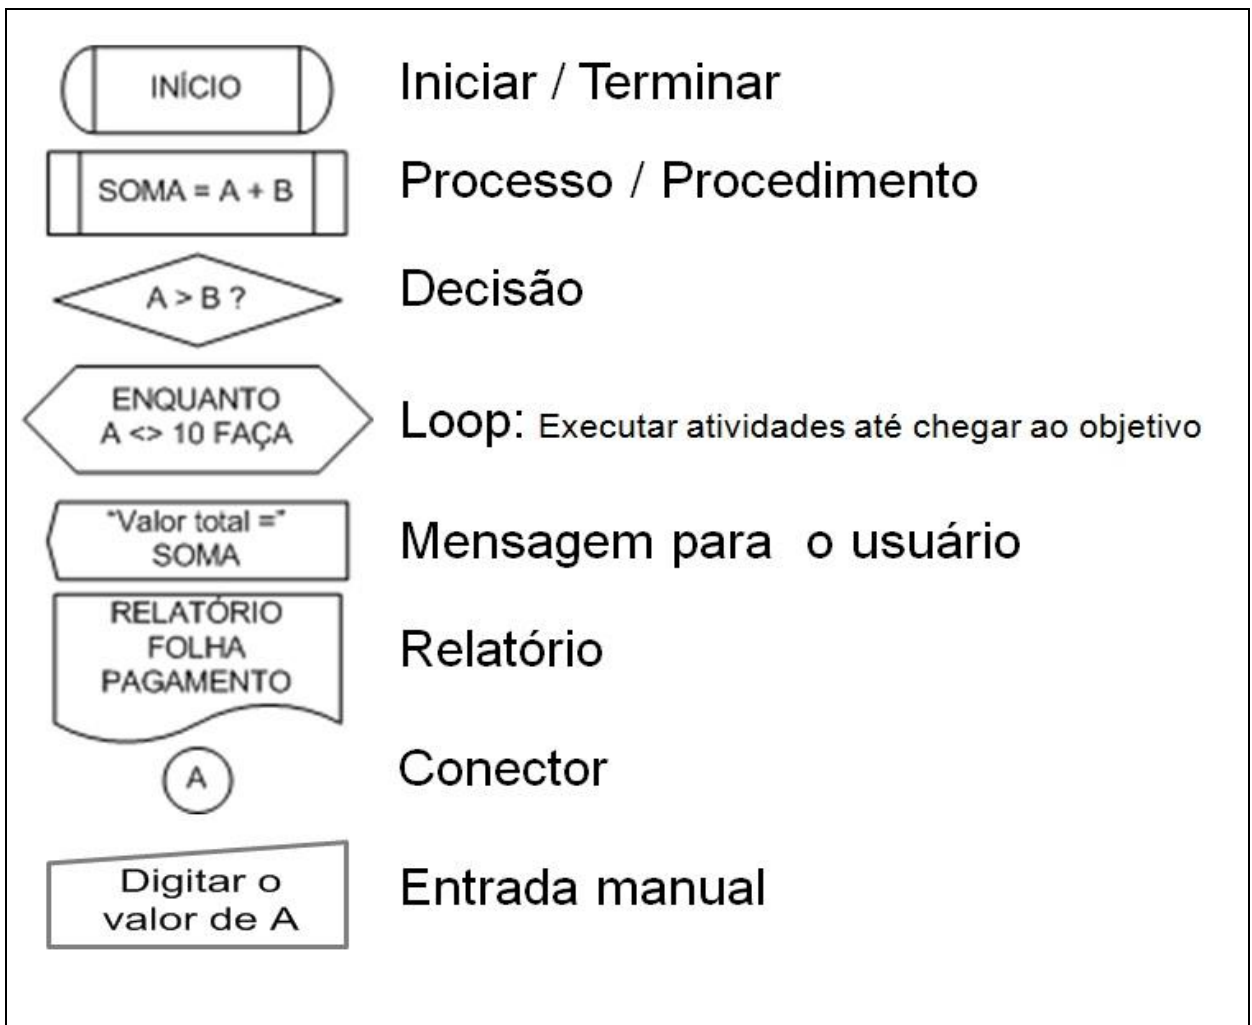 INÍCIO
Iniciar / Terminar
SOMA = A + B
Processo / Procedimento
A > B ?
Decisão
ENQUANTO
A <> 10 FAÇA
Loop: Executar atividades até chegar ao objetivo
"Valor total ="
SOMA
Mensagem para o usuário
RELATÓRIO
FOLHA
PAGAMENTO
Relatório
A
Conector
Digitar o
valor de A
Entrada manual